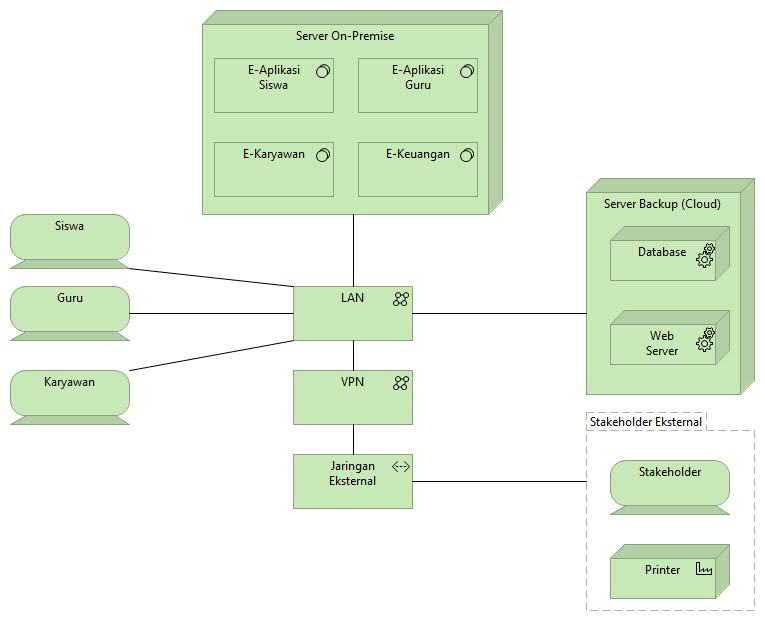 Server On-Premise
E-Aplikasi
Siswa
E-Aplikasi
Guru
E-Karyawan
E-Keuangan
Siswa
Guru
Karyawan
LAN
VPN
Jaringan
Eksternal
Server Backup (Cloud)
Database
Web
Server
Stakeholder Eksternal
Stakeholder
Printer